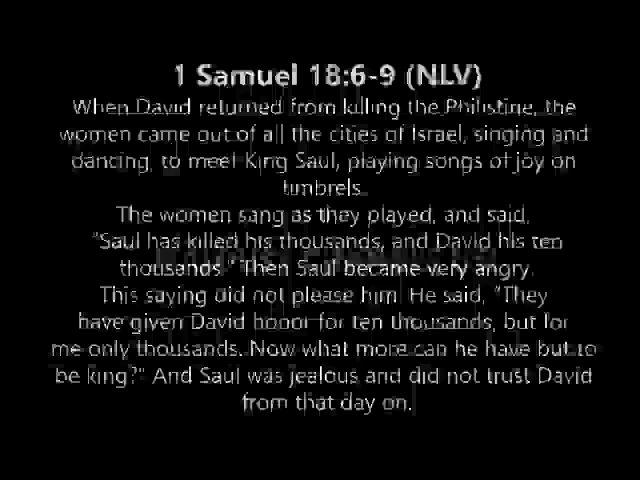 1 Samuel 18:6-9 (NLV)
When David returned from killing the Philistine, the
women came out of all the cities of Israel, singing and
dancing, to meet King Saul, playing songs of joy on
timbrels.
The women sang as they played, and said,
"Saul has killed his thousands, and David his ten
thousands." Then Saul became very angry.
This saying did not please him. He said, "They
have given David honor for ten thousands, but for
me only thousands. Now what more can he have but to
be king?" And Saul was jealous and did not trust David
from that day on.